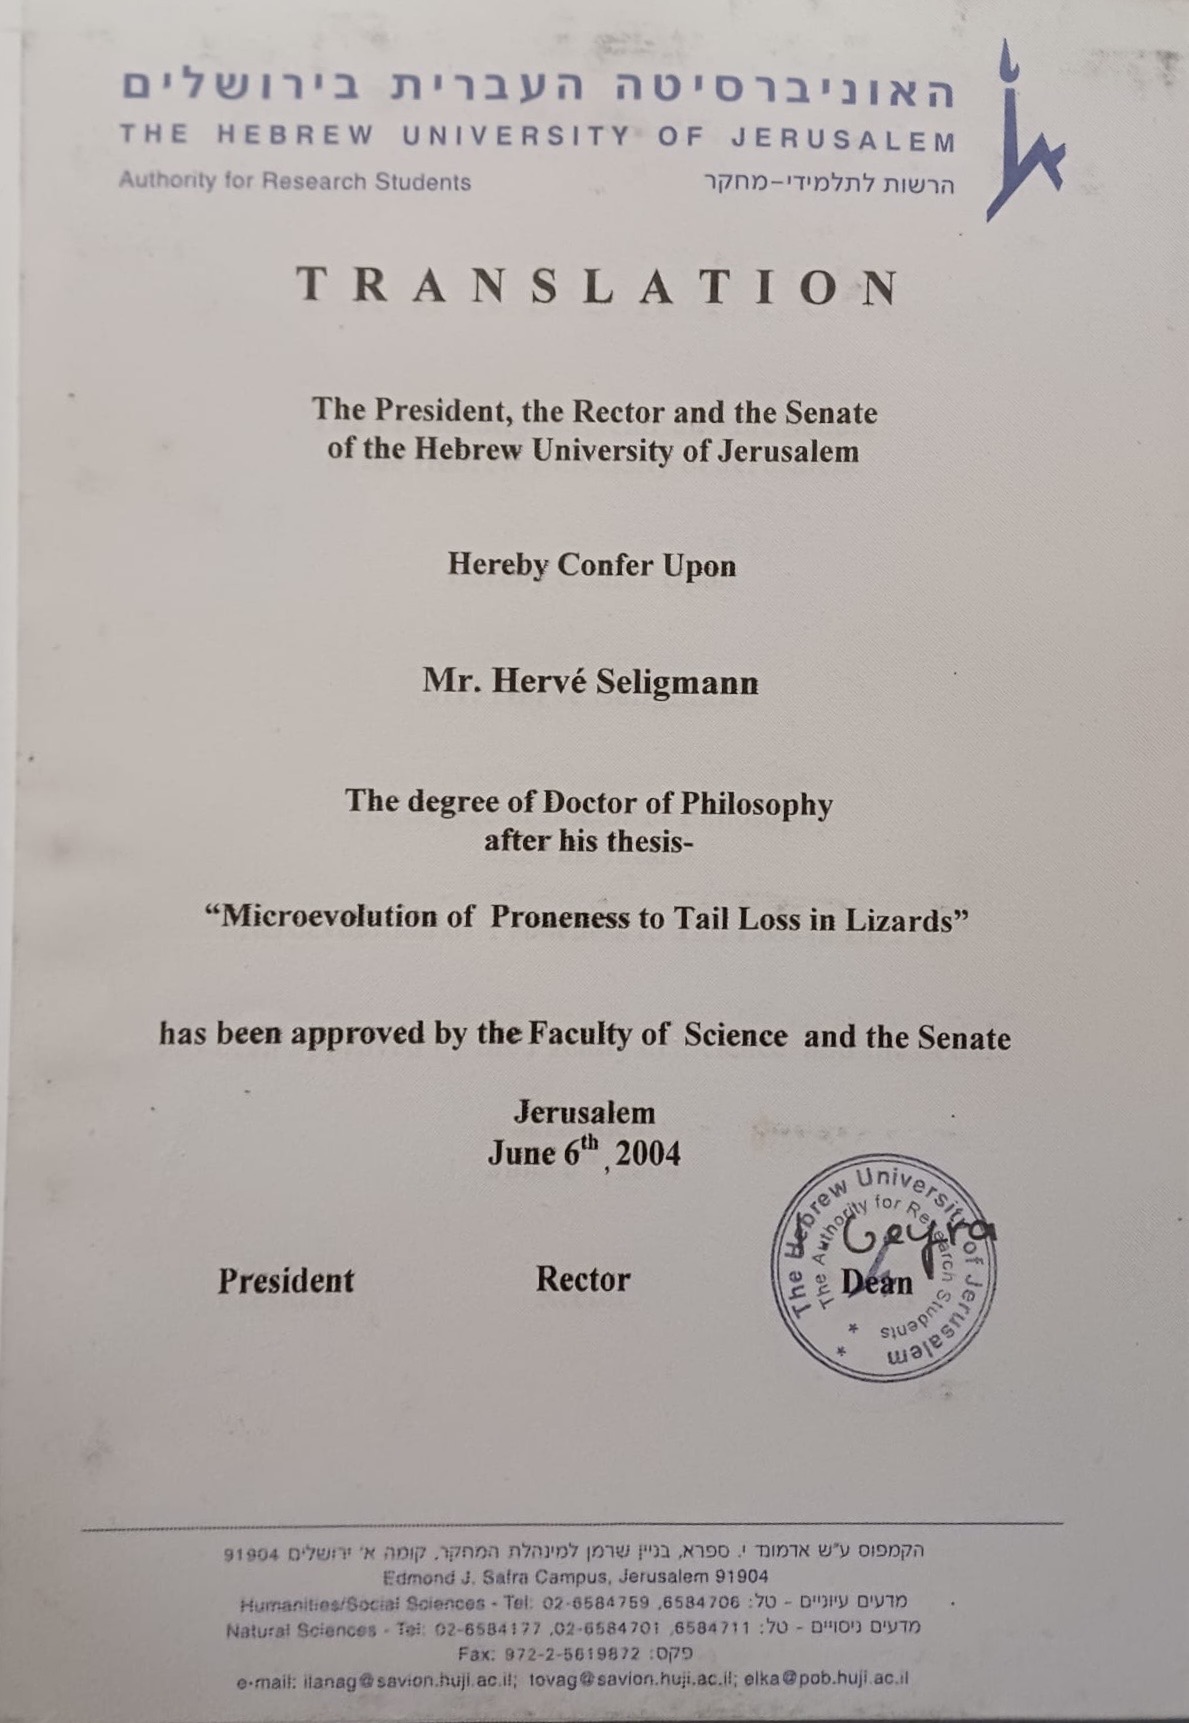 האוניברסיטה העברית בירושלים
THE HEBREW UNIVERSITY OF JERUSALEM
Authority for Research Students הרשות לתלמידי-מחקר
TRANSLATION
The President, the Rector and the Senate
of the Hebrew University of Jerusalem
Hereby Confer Upon
Mr. Hervé Seligmann
The degree of Doctor of Philosophy
after his thesis-
“Microevolution of Proneness to Tail Loss in Lizards”
has been approved by the Faculty of Science and the Senate
Jerusalem
June 6th, 2004
The Hebrew University of Jerusalem
The Authority for Research Students
President Rector Dean
הקמפוס ע"ש אדמונד י. ספרא, בניין שרמן למינהלת המחקר, קומה א' ירושלים 91904
Edmond J. Safra Campus, Jerusalem 91904
Humanities/Social Sciences - Tel: 02-6584759 ,6584706 :מדעים עיוניים - טל
Natural Sciences - Tel: 02-6584177 ,02-6584701 ,6584711 :מדעים ניסויים - טל
Fax: 972-2-5619872 :פקס
e-mail: ilanag@savion.huji.ac.il; tovag@savion.huji.ac.il; elka@pob.huji.ac.il